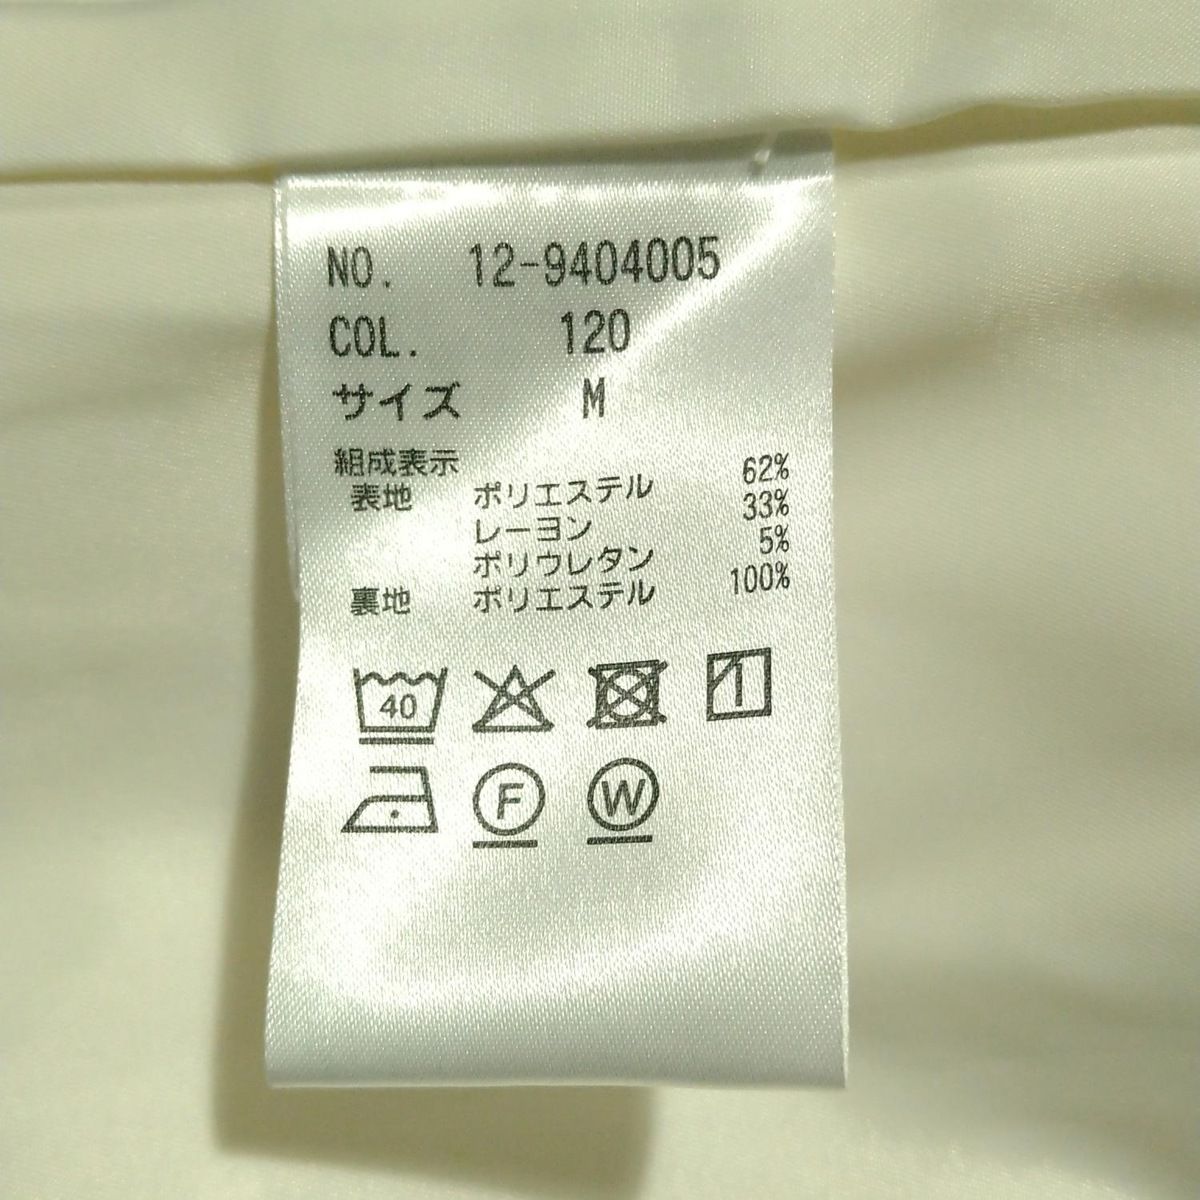 NO. 12-9404005
COL. 120
サイズ M
組成表示
表地 ポリエステル 62%
レーヨン 33%
ポリウレタン 5%
裏地 ポリエステル 100%
40
F W